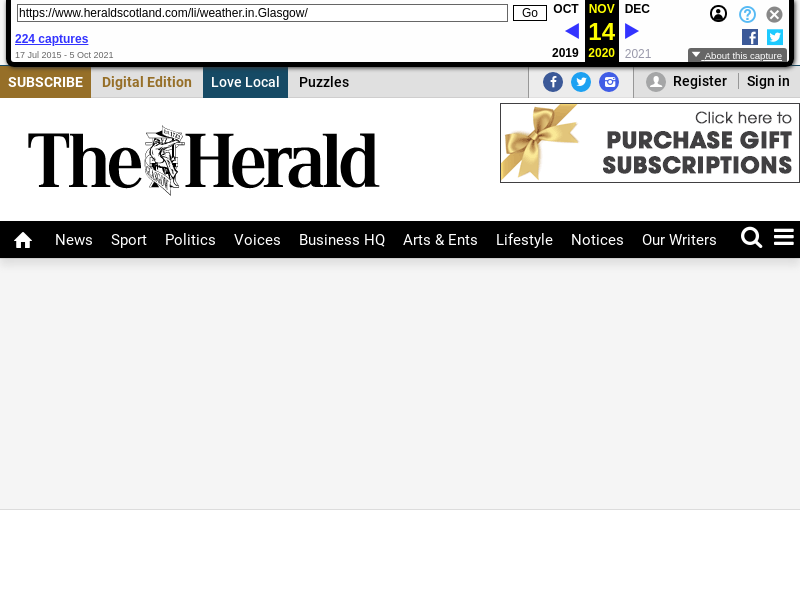 https://www.heraldscotland.com/li/weather.in.Glasgow/
Go
OCT NOV DEC
14
2019 2020 2021
224 captures
17 Jul 2015 - 5 Oct 2021
About this capture
SUBSCRIBE Digital Edition Love Local Puzzles Register Sign in
The Herald
Click here to
PURCHASE GIFT
SUBSCRIPTIONS
News Sport Politics Voices Business HQ Arts & Ents Lifestyle Notices Our Writers